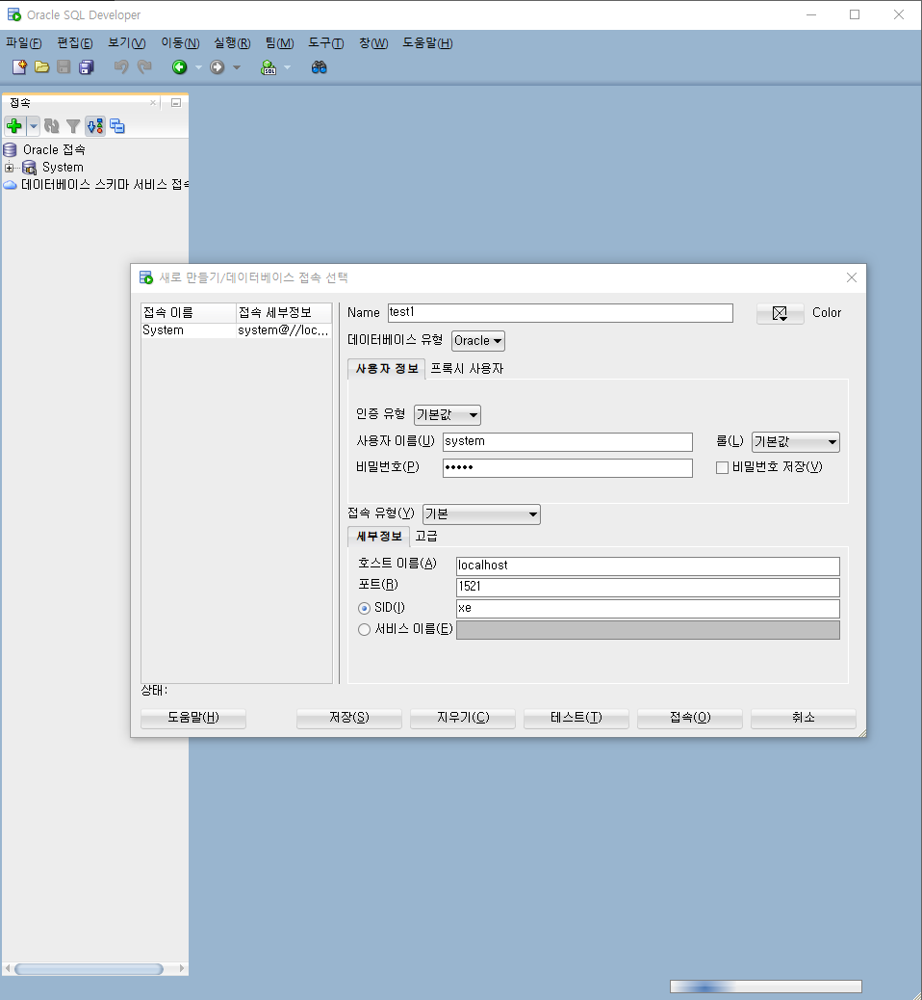 Oracle SQL Developer
파일(F) 편집(E) 보기(V) 이동(N) 실행(R) 팀(M) 도구(T) 창(W) 도움말(H)
SQL
접속
Oracle 접속
System
데이터베이스 스키마 서비스 접속
새로 만들기/데이터베이스 접속 선택
접속 이름 접속 세부정보
System system@//loc...
Name test1 Color
데이터베이스 유형 Oracle
사용자 정보 프록시 사용자
인증 유형 기본값
사용자 이름(U) system 롤(L) 기본값
비밀번호(P) ••••• 비밀번호 저장(V)
접속 유형(Y) 기본
세부정보 고급
호스트 이름(A) localhost
포트(R) 1521
SID(I) xe
서비스 이름(E)
상태:
도움말(H) 저장(S) 지우기(C) 테스트(T) 접속(O) 취소